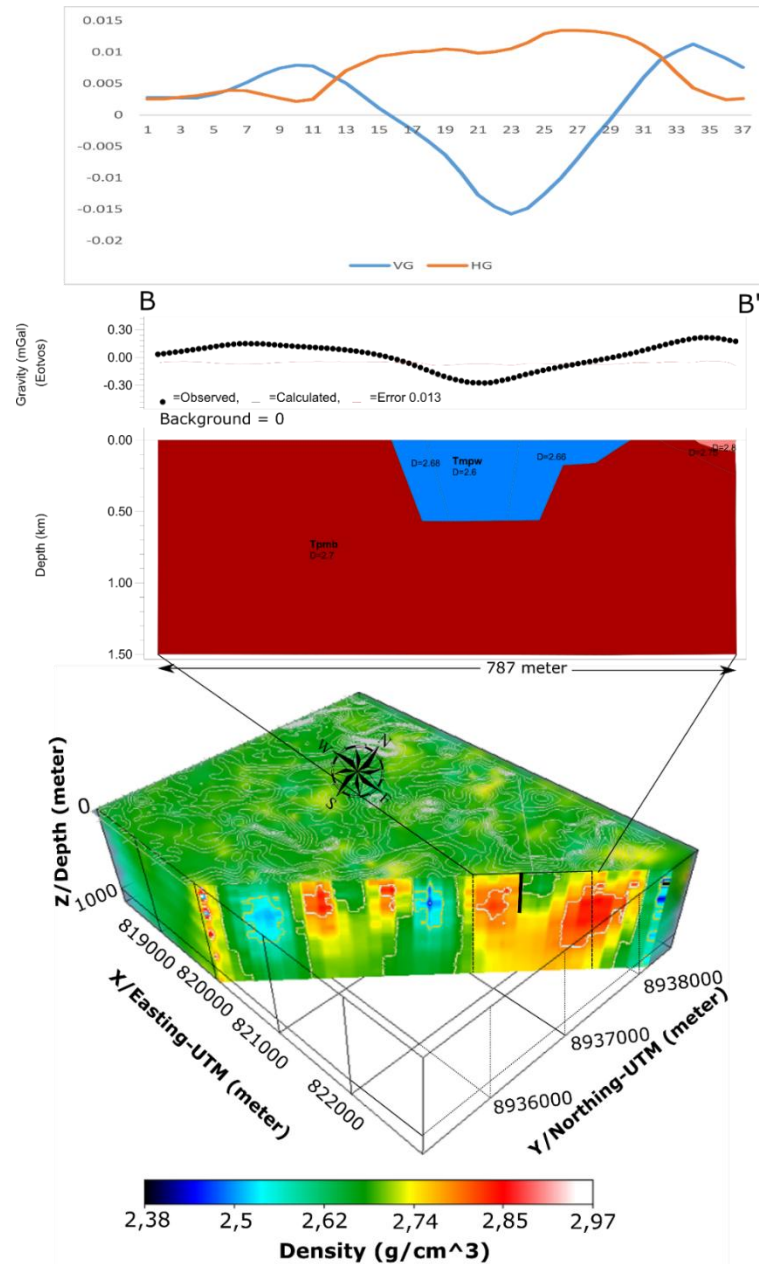 0.015
0.01
0.005
0
-0.005
-0.01
-0.015
-0.02
1 3 5 7 9 11 13 15 17 19 21 23 25 27 29 31 33 35 37
VG HG
B B'
Gravity (mGal)
(Eotvos)
0.30
0.00
-0.30
=Observed, =Calculated, =Error 0.013
Background = 0
Depth (km)
0.00
0.50
1.00
1.50
D=2.68
Tmpw
D=2.6
D=2.66
Tpmb
D=2.7
787 meter
Z/Depth (meter)
0
1000
N
W
E
S
819000
820000
821000
822000
X/Easting-UTM (meter)
8938000
8937000
8936000
Y/Northing-UTM (meter)
2,38 2,5 2,62 2,74 2,85 2,97
Density (g/cm^3)